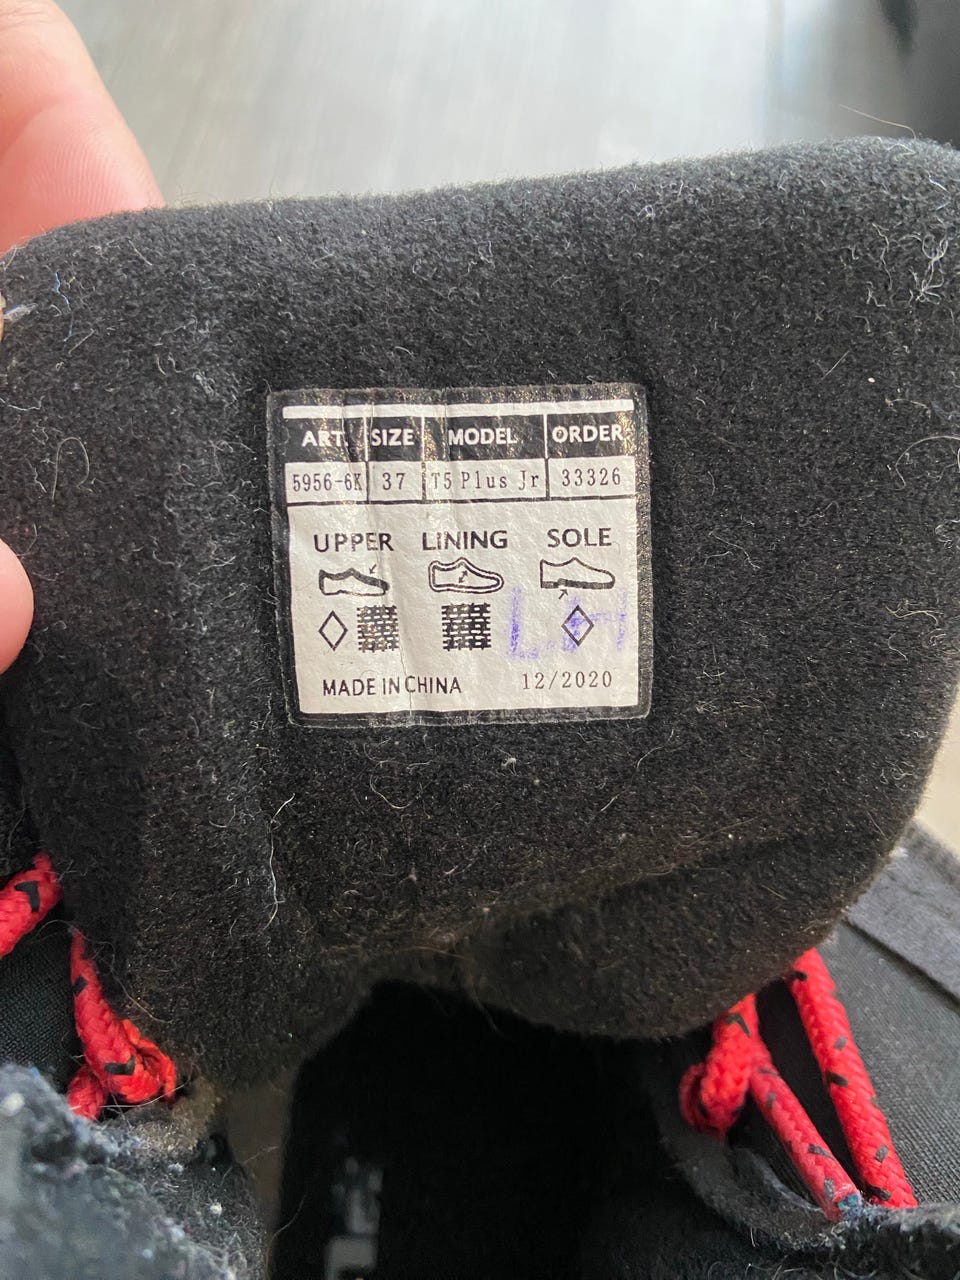 ART. SIZE MODEL ORDER
5956-6K 37 T5 Plus Jr 33326
UPPER LINING SOLE
LH
MADE IN CHINA 12/2020